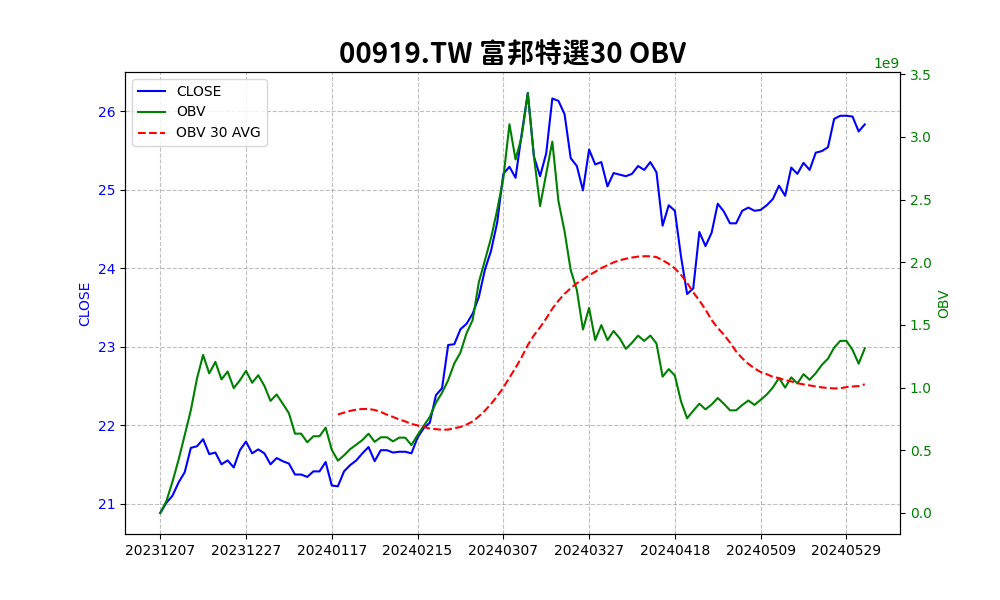 00919.TW 富邦特選30 OBV
1e9
CLOSE
OBV
OBV 30 AVG
26
25
24
23
22
21
CLOSE
3.5
3.0
2.5
2.0
1.5
1.0
0.5
0.0
OBV
20231207 20231227 20240117 20240215 20240307 20240327 20240418 20240509 20240529